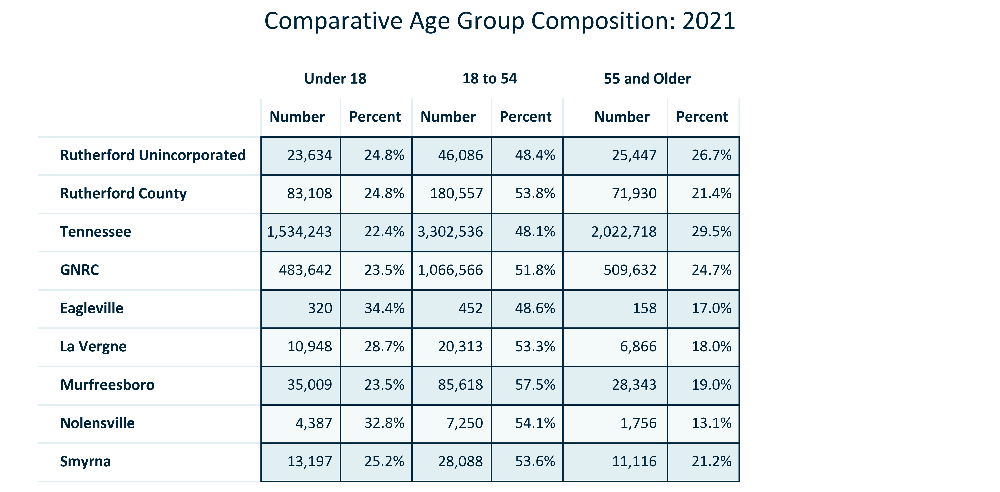 Comparative Age Group Composition: 2021
Under 18 18 to 54 55 and Older
Number Percent Number Percent Number Percent
Rutherford Unincorporated 23,634 24.8% 46,086 48.4% 25,447 26.7%
Rutherford County 83,108 24.8% 180,557 53.8% 71,930 21.4%
Tennessee 1,534,243 22.4% 3,302,536 48.1% 2,022,718 29.5%
GNRC 483,642 23.5% 1,066,566 51.8% 509,632 24.7%
Eagleville 320 34.4% 452 48.6% 158 17.0%
La Vergne 10,948 28.7% 20,313 53.3% 6,866 18.0%
Murfreesboro 35,009 23.5% 85,618 57.5% 28,343 19.0%
Nolensville 4,387 32.8% 7,250 54.1% 1,756 13.1%
Smyrna 13,197 25.2% 28,088 53.6% 11,116 21.2%